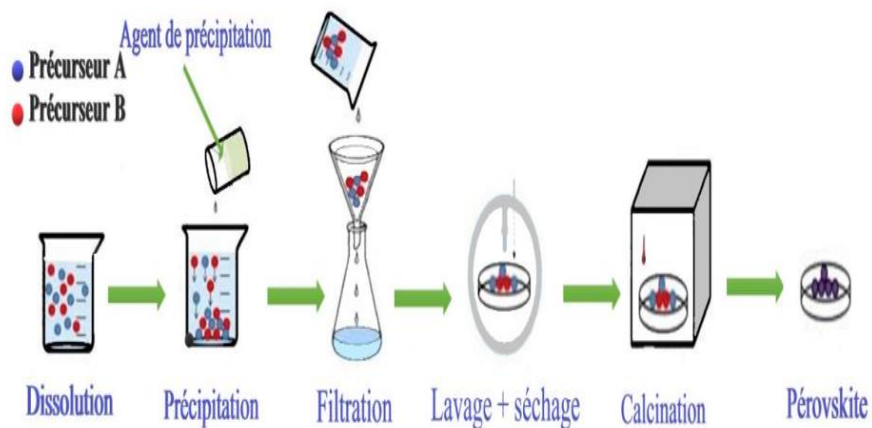 Agent de précipitation
Précurseur A
Précurseur B
Dissolution
Précipitation
Filtration
Lavage + séchage
Calcination
Pérovskite